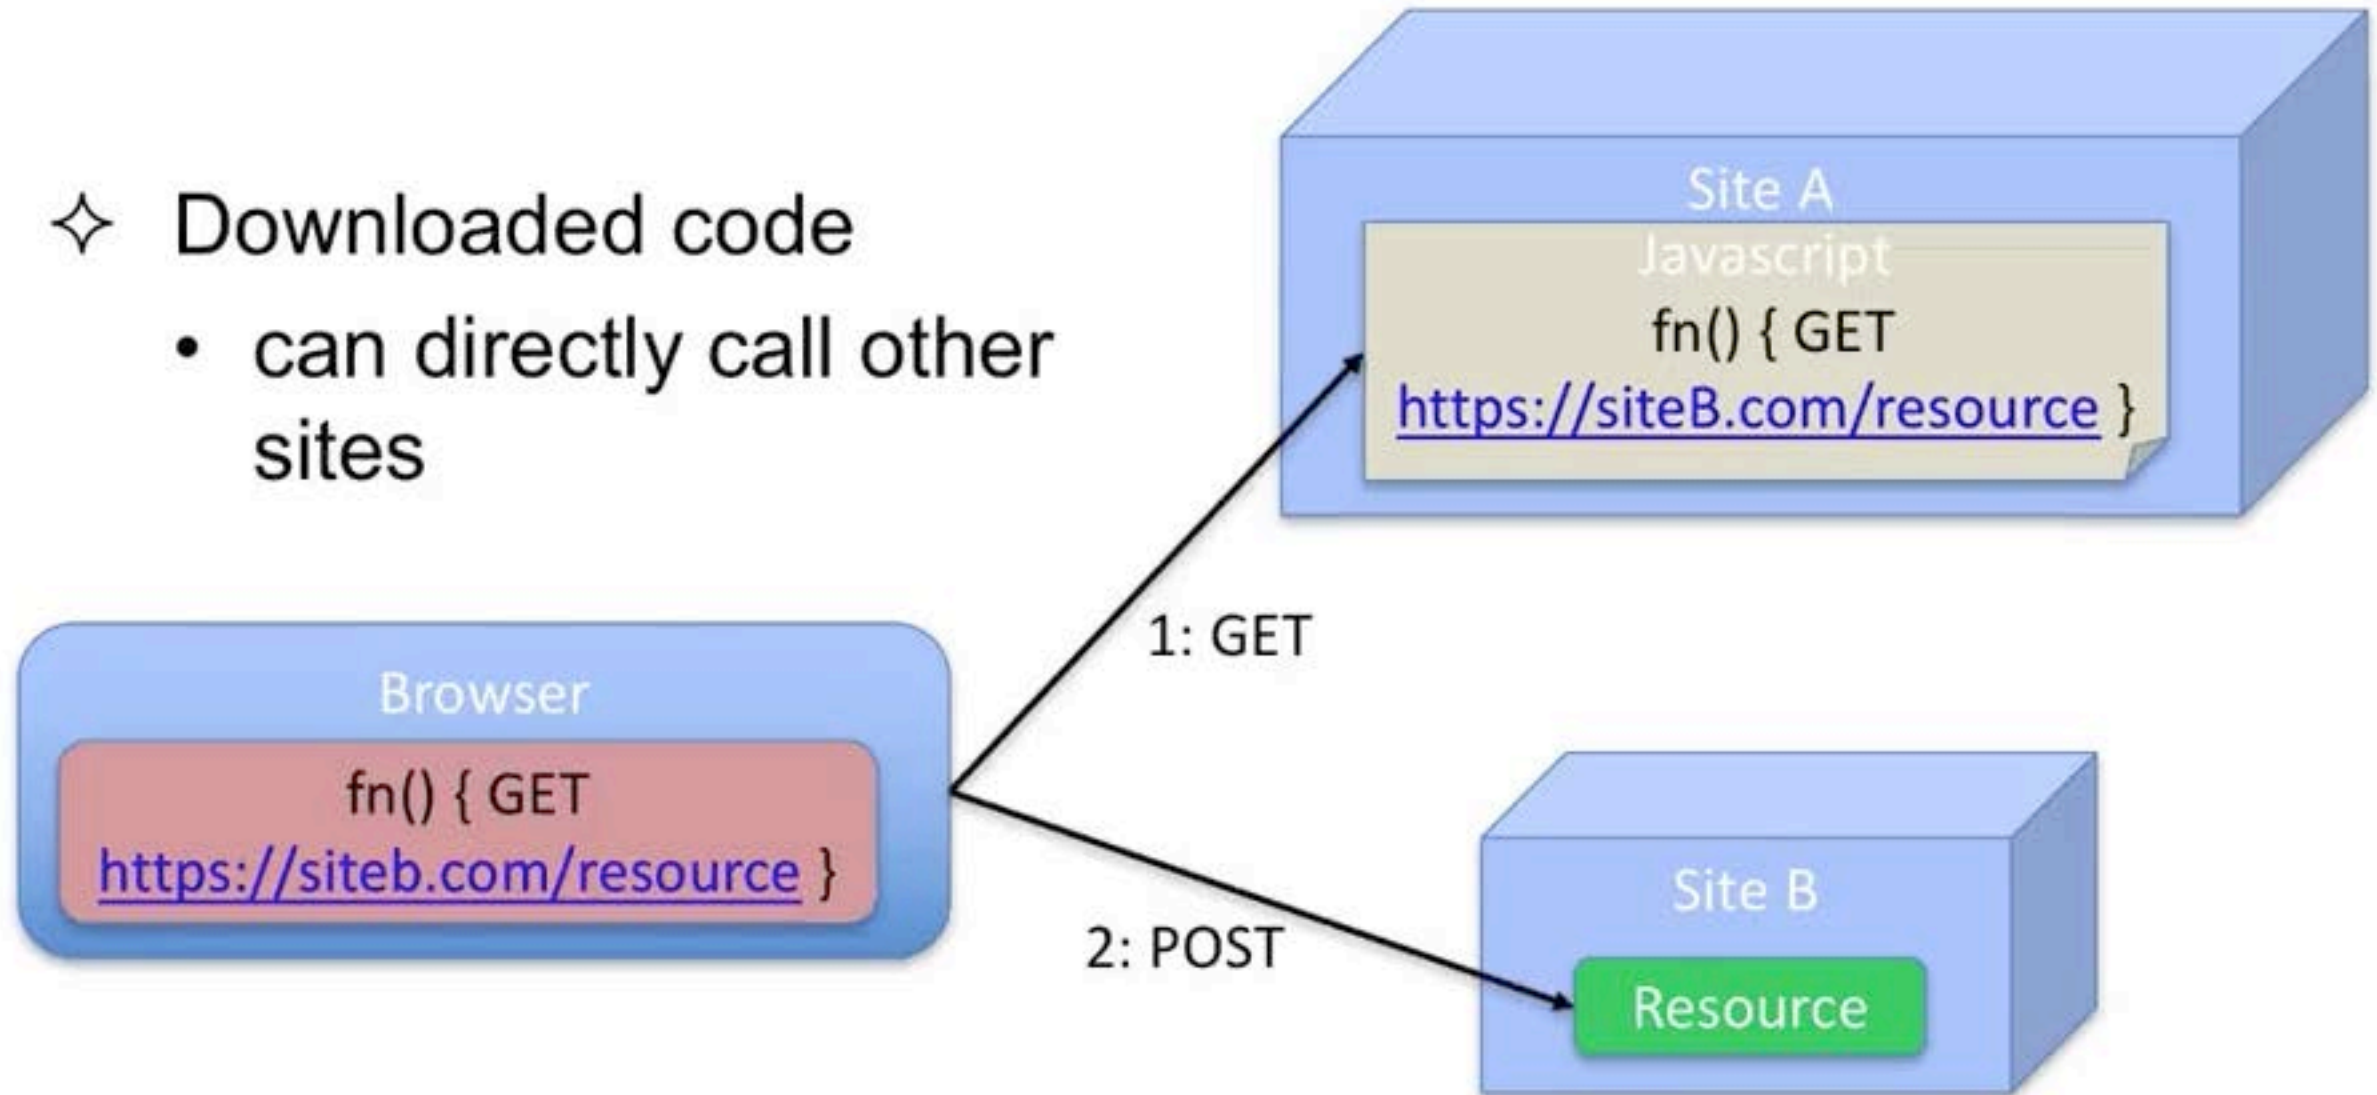 ✧ Downloaded code
• can directly call other
sites
Site A
Javascript
fn() { GET
https://siteB.com/resource }
1: GET
Browser
fn() { GET
https://siteb.com/resource }
2: POST
Site B
Resource